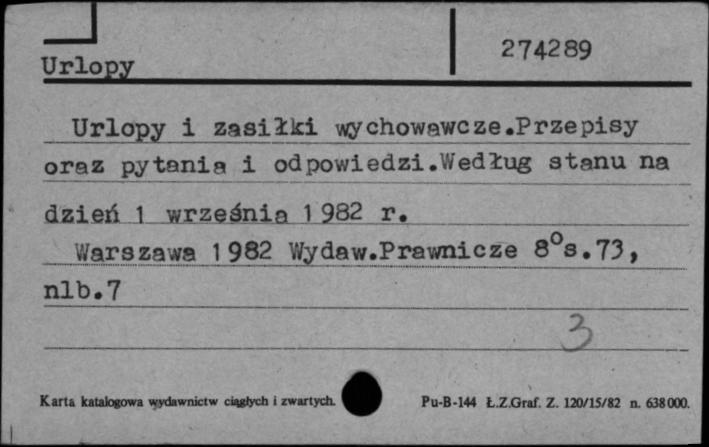 274289
Urlopy
Urlopy i zasiłki wychowawcze.Przepisy
oraz pytania i odpowiedzi.Według stanu na
dzień 1 września 1982 r.
Warszawa 1982 Wydaw.Prawnicze 8°s.73,
nlb.7
3
Karta katalogowa wydawnictw ciągłych i zwartych. Pu-B-144 Ł.Z.Graf. Z. 120/15/82 n. 638000.